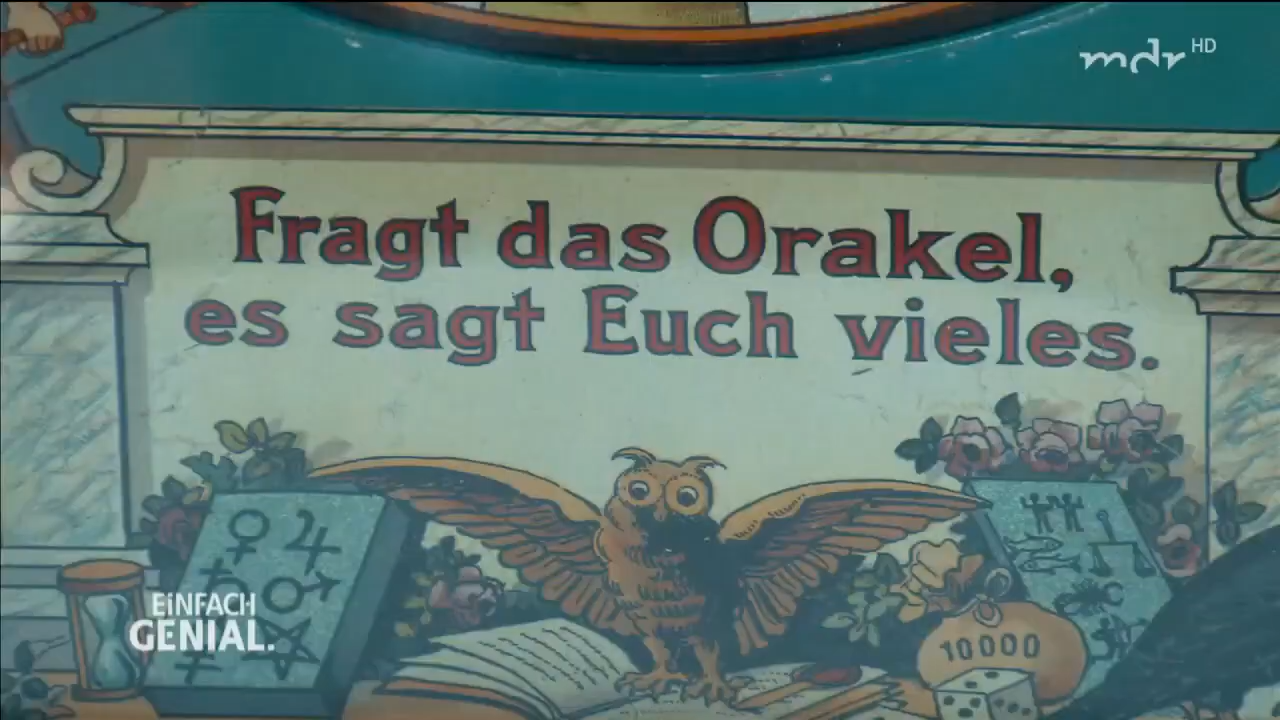 mdr HD
Fragt das Orakel,
es sagt Euch vieles.
EiNFACH
GENIAL.
10000